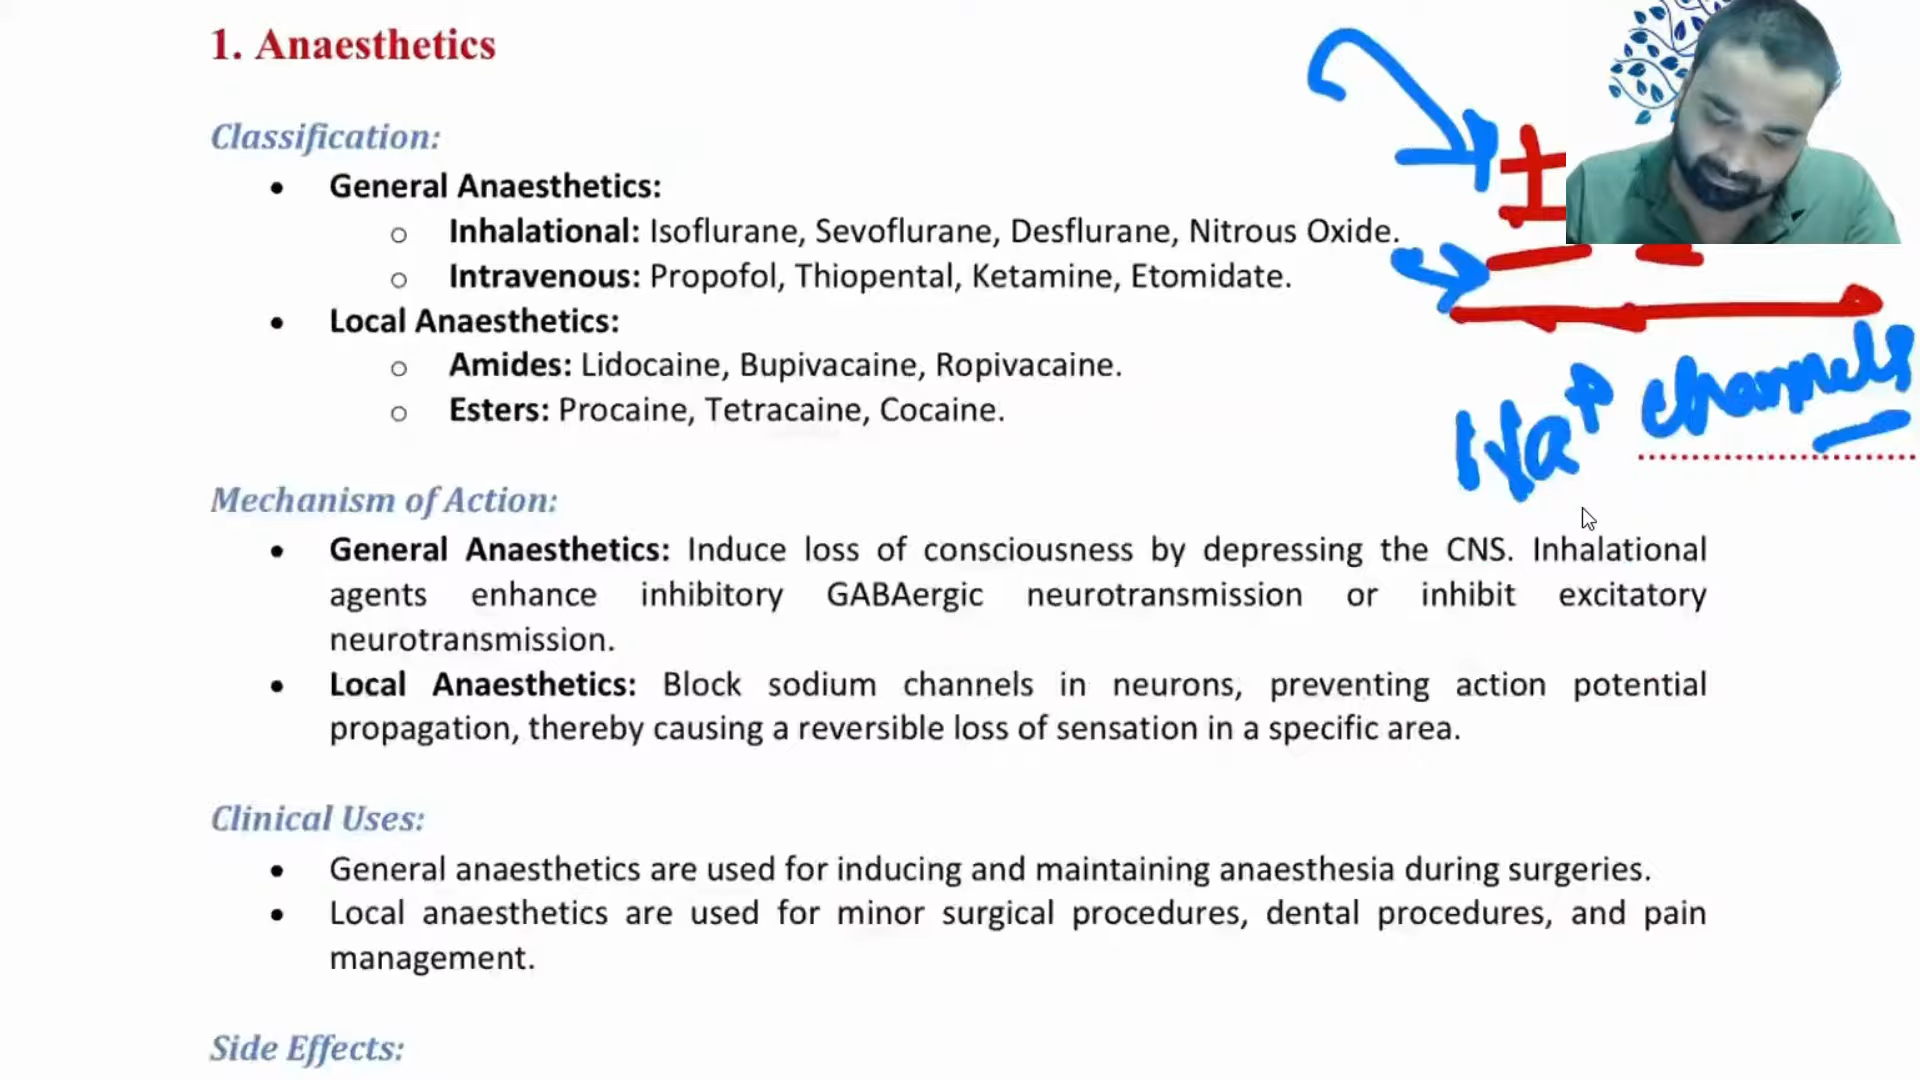 1. Anaesthetics
Classification:
• General Anaesthetics:
o Inhalational: Isoflurane, Sevoflurane, Desflurane, Nitrous Oxide.
o Intravenous: Propofol, Thiopental, Ketamine, Etomidate.
• Local Anaesthetics:
o Amides: Lidocaine, Bupivacaine, Ropivacaine.
o Esters: Procaine, Tetracaine, Cocaine.
Na+ channels
Mechanism of Action:
• General Anaesthetics: Induce loss of consciousness by depressing the CNS. Inhalational
agents enhance inhibitory GABAergic neurotransmission or inhibit excitatory
neurotransmission.
• Local Anaesthetics: Block sodium channels in neurons, preventing action potential
propagation, thereby causing a reversible loss of sensation in a specific area.
Clinical Uses:
• General anaesthetics are used for inducing and maintaining anaesthesia during surgeries.
• Local anaesthetics are used for minor surgical procedures, dental procedures, and pain
management.
Side Effects: